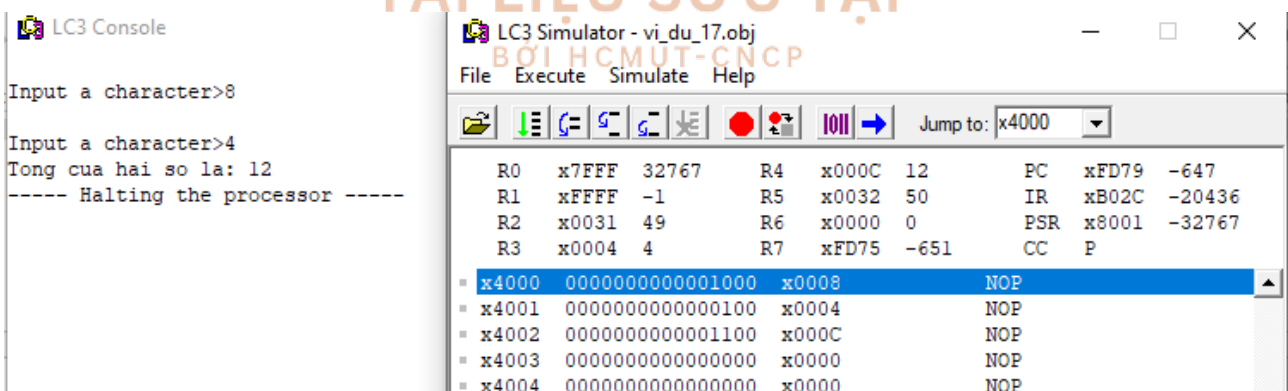 TÀI LIỆU SƯU TẬP
BỞI HCMUT-CNCP
LC3 Console
Input a character>8
Input a character>4
Tong cua hai so la: 12
----- Halting the processor -----
LC3 Simulator - vi_du_17.obj
File Execute Simulate Help
Jump to: x4000
R0 x7FFF 32767 R4 x000C 12 PC xFD79 -647
R1 xFFFF -1 R5 x0032 50 IR xB02C -20436
R2 x0031 49 R6 x0000 0 PSR x8001 -32767
R3 x0004 4 R7 xFD75 -651 CC P
x4000 0000000000001000 x0008 NOP
x4001 0000000000000100 x0004 NOP
x4002 0000000000001100 x000C NOP
x4003 0000000000000000 x0000 NOP
x4004 0000000000000000 x0000 NOP